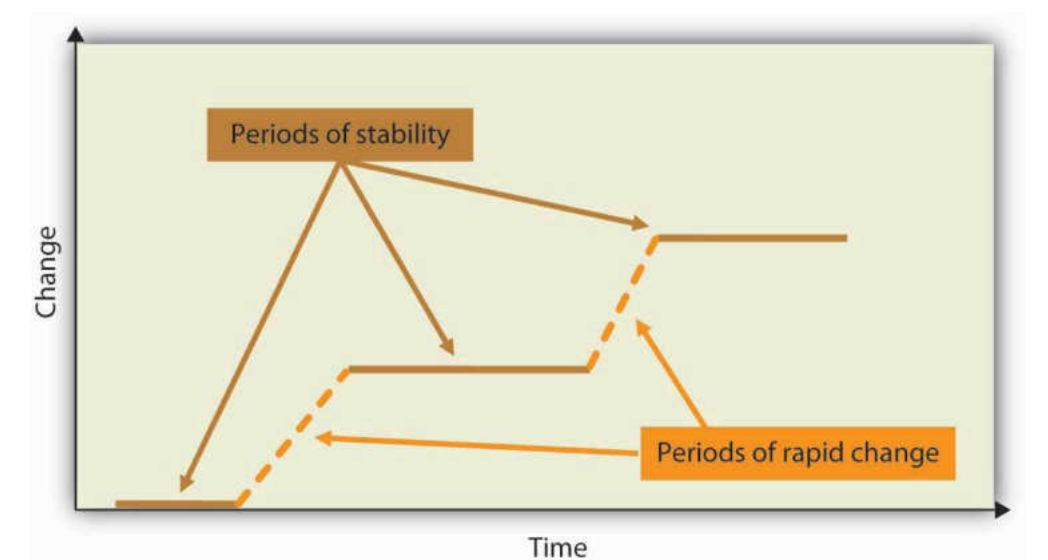 Periods of stability
Change
Periods of rapid change
Time